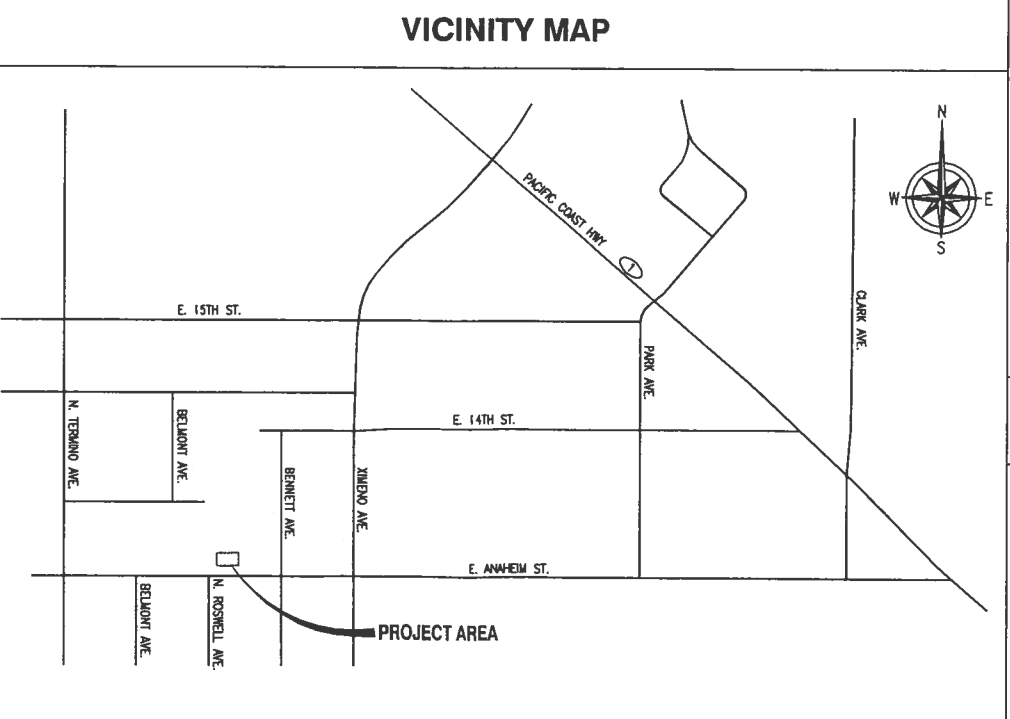 VICINITY MAP
N
W
E
S
PACIFIC COAST HWY
1
E. 15TH ST.
CLARK AVE.
PARK AVE.
N. TERMINO AVE.
BELMONT AVE.
E. 14TH ST.
BENNETT AVE.
XIMENO AVE.
E. ANAHEIM ST.
BELMONT AVE.
N. ROSWELL AVE.
PROJECT AREA